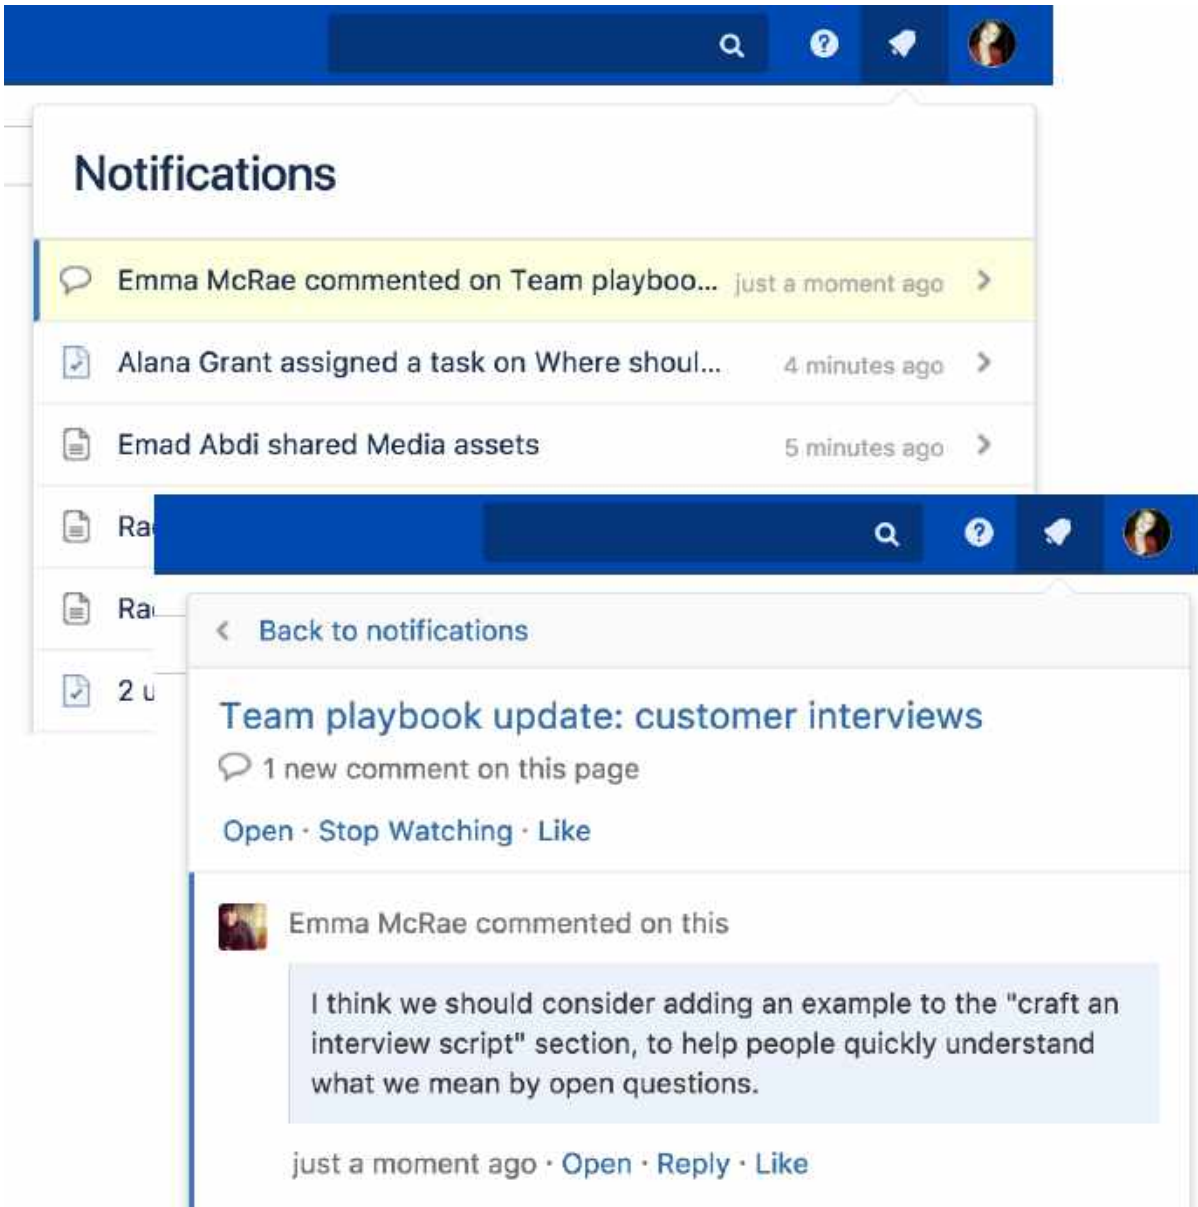 Notifications
Emma McRae commented on Team playboo... just a moment ago
Alana Grant assigned a task on Where shoul... 4 minutes ago
Emad Abdi shared Media assets 5 minutes ago
Ra
Ra
2 u
Back to notifications
Team playbook update: customer interviews
1 new comment on this page
Open · Stop Watching · Like
Emma McRae commented on this
I think we should consider adding an example to the "craft an
interview script" section, to help people quickly understand
what we mean by open questions.
just a moment ago · Open · Reply · Like